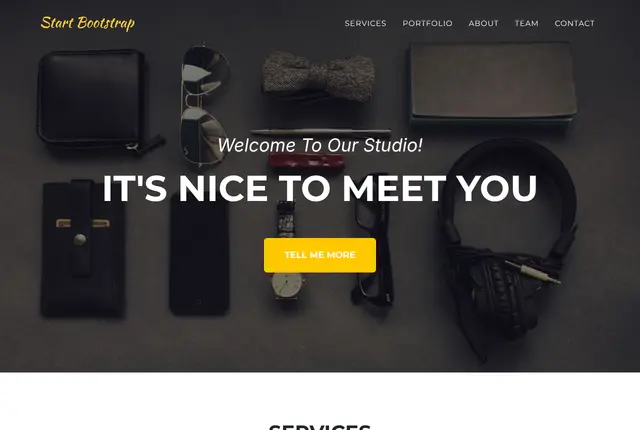 Start Bootstrap
SERVICES PORTFOLIO ABOUT TEAM CONTACT
Welcome To Our Studio!
IT'S NICE TO MEET YOU
TELL ME MORE
SERVICES